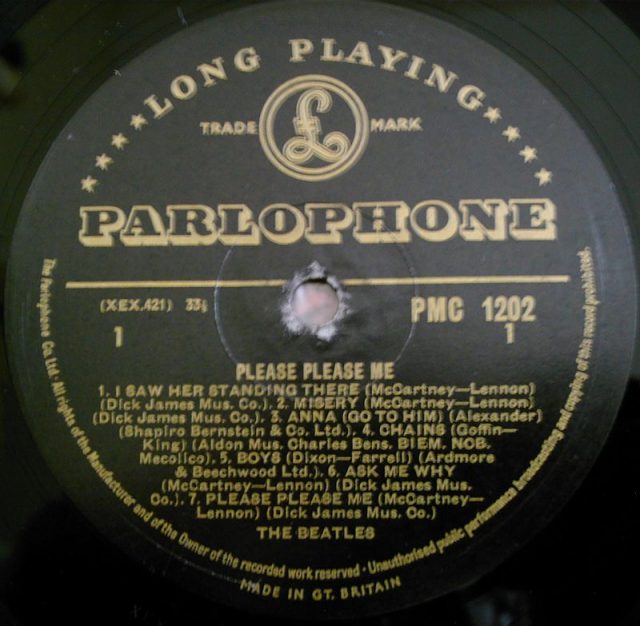 ★★★★LONG PLAYING★★★★
TRADE £ MARK
PARLOPHONE
(XEX.421) 33⅓
1
PMC 1202
1
PLEASE PLEASE ME
1. I SAW HER STANDING THERE (McCartney—Lennon)
(Dick James Mus. Co.). 2. MISERY (McCartney—Lennon)
(Dick James Mus. Co.). 3. ANNA (GO TO HIM) (Alexander)
(Shapiro Bernstein & Co. Ltd.). 4. CHAINS (Goffin—
King) (Aldon Mus. Charles Bens. BIEM. NCB.
Mecolico). 5. BOYS (Dixon—Farrell) (Ardmore
& Beechwood Ltd.). 6. ASK ME WHY
(McCartney—Lennon) (Dick James Mus.
Co.). 7. PLEASE PLEASE ME (McCartney—
Lennon) (Dick James Mus. Co.)
THE BEATLES
The Parlophone Co. Ltd. All rights of the Manufacturer and of the Owner of the recorded work reserved · Unauthorised public performance broadcasting and copying of this record prohibited.
MADE IN GT. BRITAIN